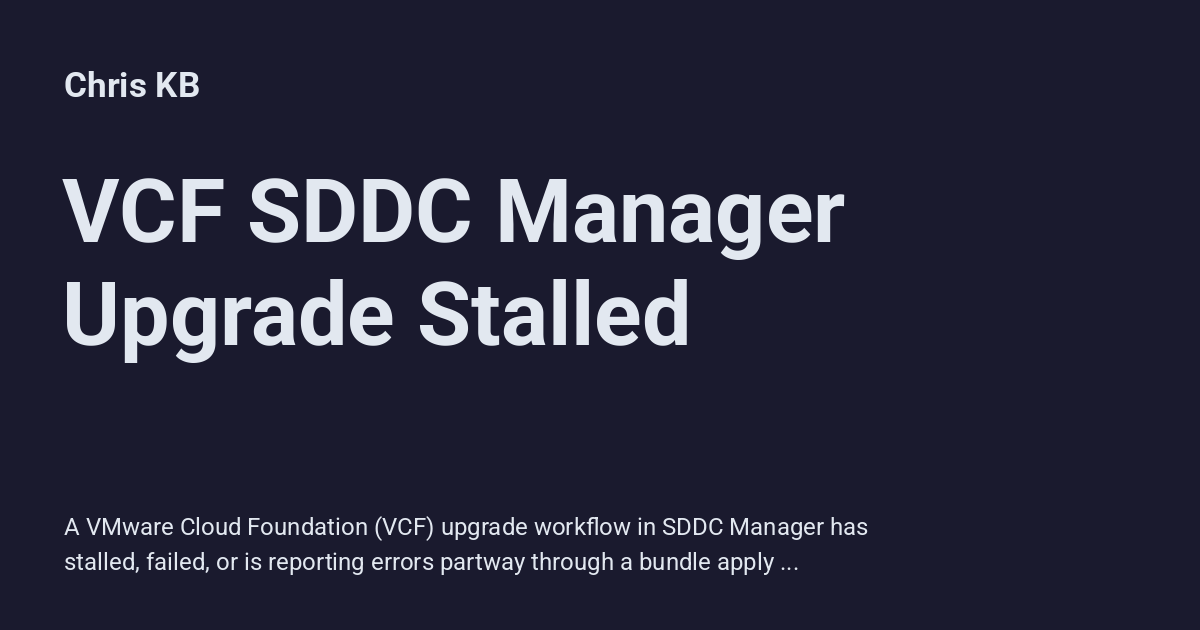 Chris KB
VCF SDDC Manager
Upgrade Stalled
A VMware Cloud Foundation (VCF) upgrade workflow in SDDC Manager has
stalled, failed, or is reporting errors partway through a bundle apply ...